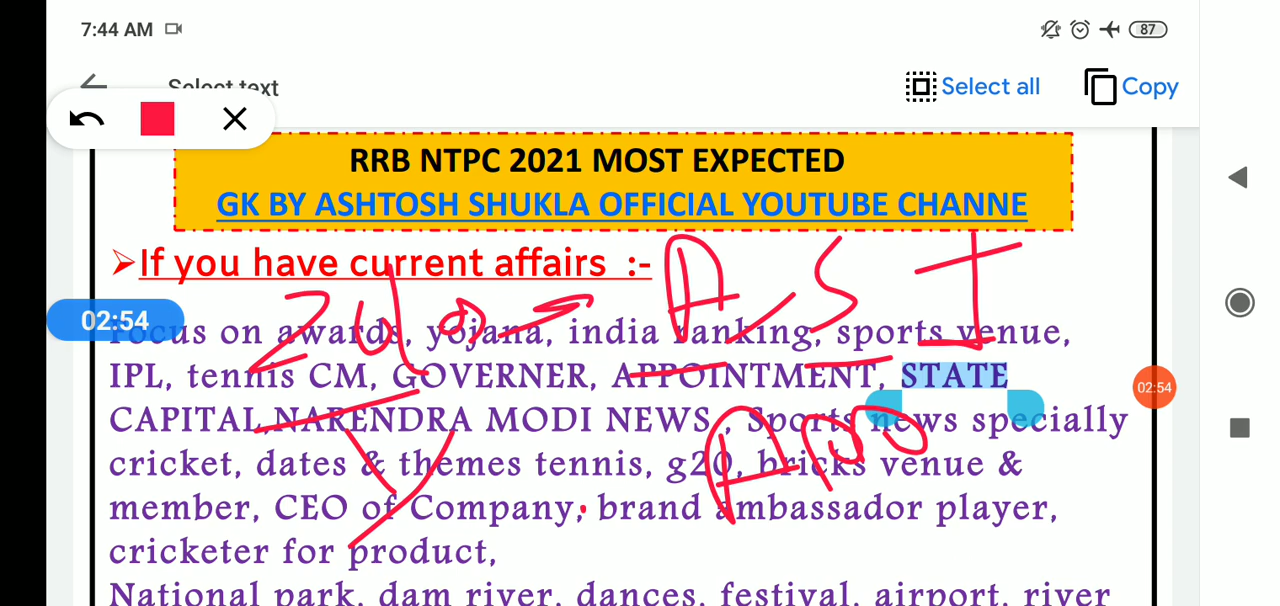 7:44 AM
87
Select text
Select all
Copy
RRB NTPC 2021 MOST EXPECTED
GK BY ASHTOSH SHUKLA OFFICIAL YOUTUBE CHANNE
➤If you have current affairs :-
02:54
Focus on awards, yojana, india ranking, sports venue,
IPL, tennis CM, GOVERNER, APPOINTMENT, STATE
02:54
CAPITAL,NARENDRA MODI NEWS , Sports news specially
cricket, dates & themes tennis, g20, bricks venue &
member, CEO of Company, brand ambassador player,
cricketer for product,
National park, dam river, dances, festival, airport, river